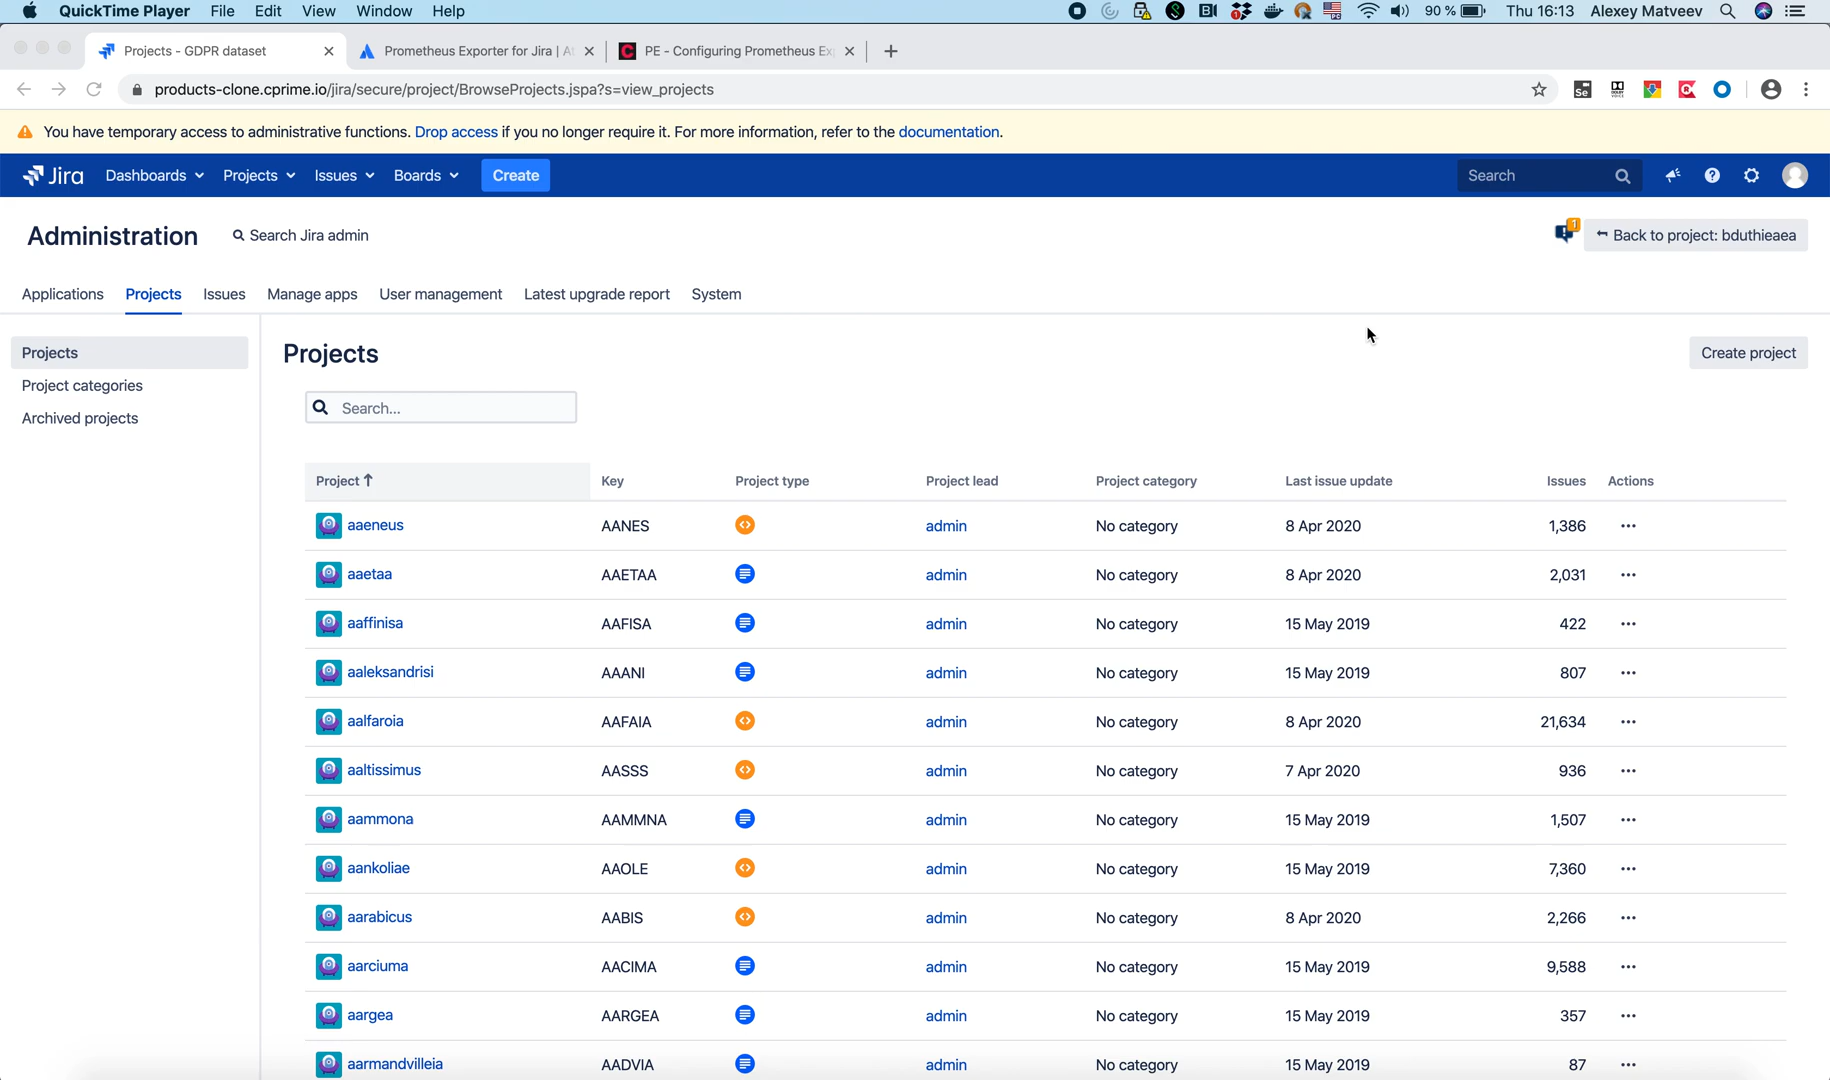 QuickTime Player File Edit View Window Help 90% Thu 16:13 Alexey Matveev
Projects - GDPR dataset Prometheus Exporter for Jira | A PE - Configuring Prometheus Ex
products-clone.cprime.io/jira/secure/project/BrowseProjects.jspa?s=view_projects
You have temporary access to administrative functions. Drop access if you no longer require it. For more information, refer to the documentation.
Jira Dashboards Projects Issues Boards Create Search
Administration Search Jira admin 1 Back to project: bduthieaea
Applications Projects Issues Manage apps User management Latest upgrade report System
Projects
Project categories
Archived projects
Projects Create project
Search...
Project Key Project type Project lead Project category Last issue update Issues Actions
aaeneus AANES admin No category 8 Apr 2020 1,386
aaetaa AAETAA admin No category 8 Apr 2020 2,031
aaffinisa AAFISA admin No category 15 May 2019 422
aaleksandrisi AAANI admin No category 15 May 2019 807
aalfaroia AAFAIA admin No category 8 Apr 2020 21,634
aaltissimus AASSS admin No category 7 Apr 2020 936
aammona AAMMNA admin No category 15 May 2019 1,507
aankoliae AAOLE admin No category 15 May 2019 7,360
aarabicus AABIS admin No category 8 Apr 2020 2,266
aarciuma AACIMA admin No category 15 May 2019 9,588
aargea AARGEA admin No category 15 May 2019 357
aarmandvilleia AADVIA admin No category 15 May 2019 87